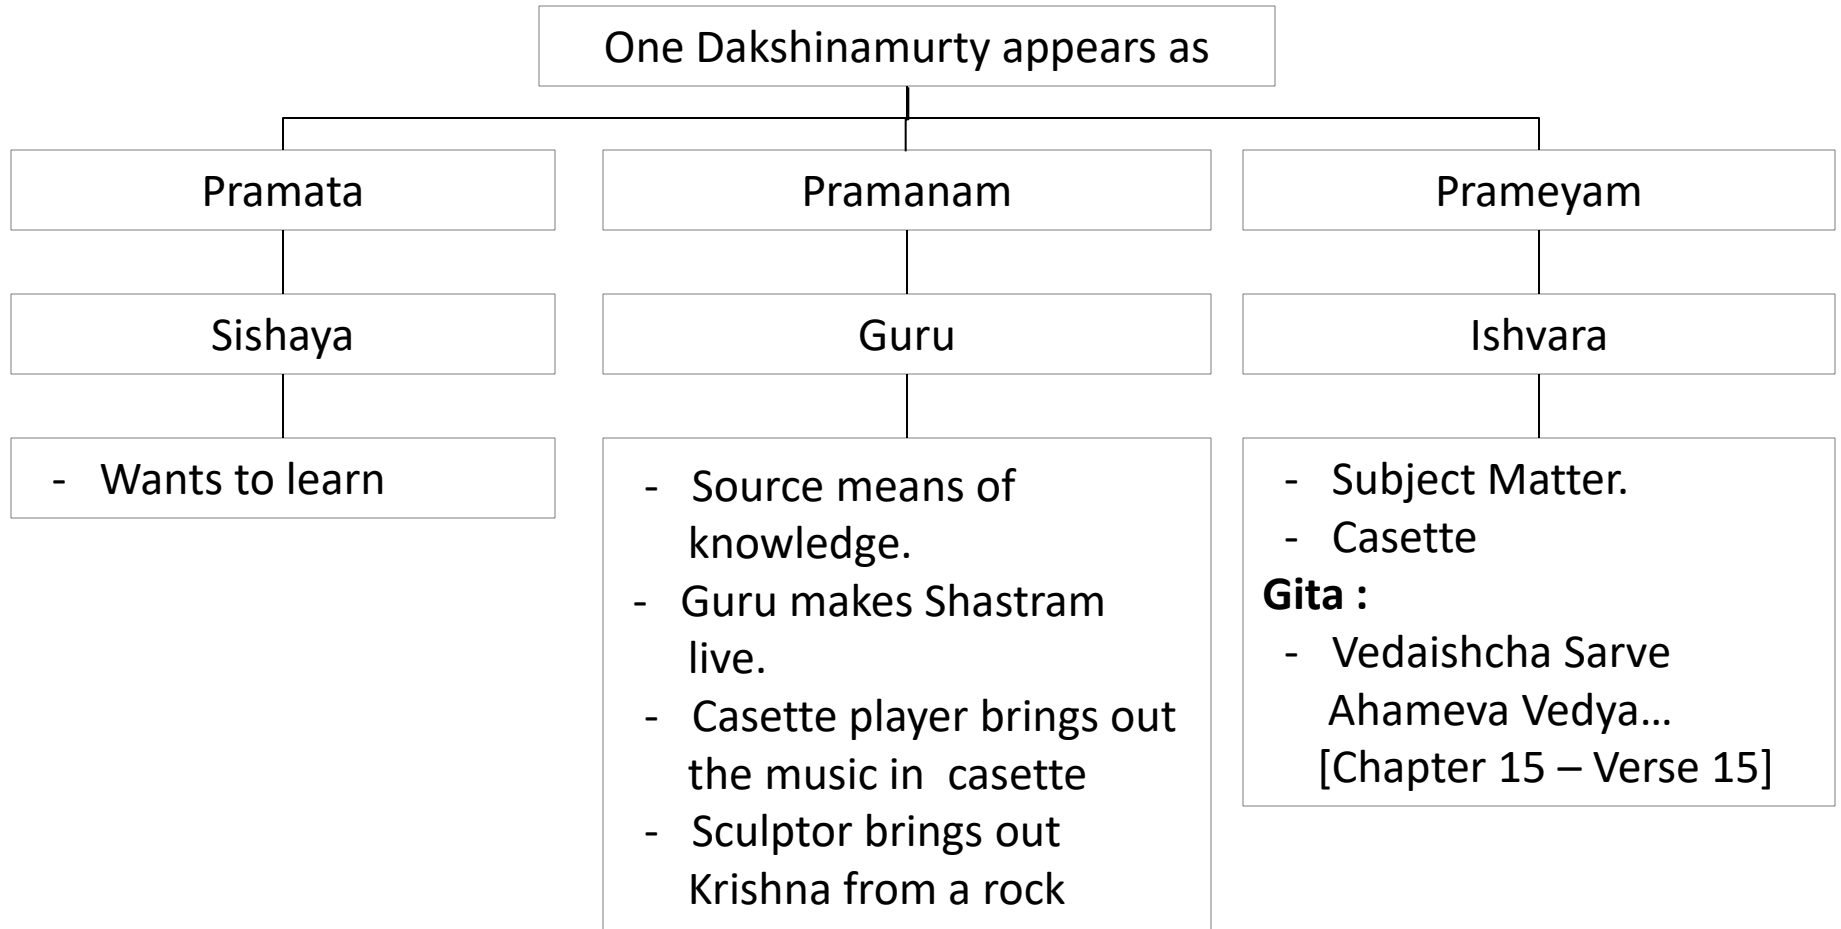 One Dakshinamurty appears as
Pramata
Pramanam
Prameyam
Sishaya
Guru
Ishvara
- Wants to learn
- Source means of
knowledge.
- Guru makes Shastram
live.
- Casette player brings out
the music in casette
- Sculptor brings out
Krishna from a rock
- Subject Matter.
- Casette
Gita :
- Vedaishcha Sarve
Ahameva Vedya...
[Chapter 15 – Verse 15]